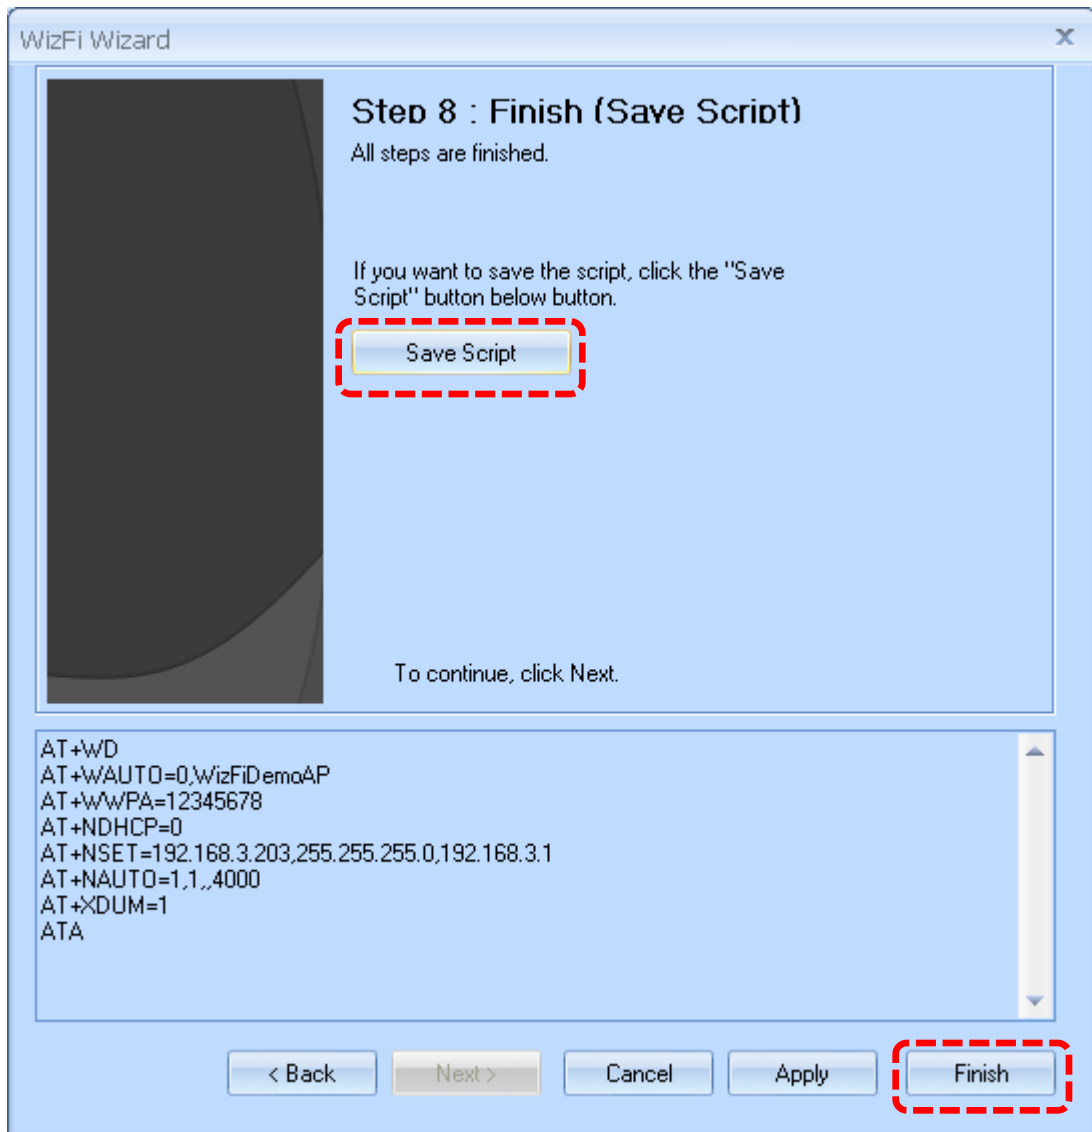 WizFi Wizard
x
Step 8 : Finish (Save Script)
All steps are finished.
If you want to save the script, click the "Save
Script" button below button.
Save Script
To continue, click Next.
AT+WD
AT+WAUTO=0,WizFiDemoAP
AT+WWPA=12345678
AT+NDHCP=0
AT+NSET=192.168.3.203,255.255.255.0,192.168.3.1
AT+NAUTO=1,1,,4000
AT+XDUM=1
ATA
< Back
Next >
Cancel
Apply
Finish